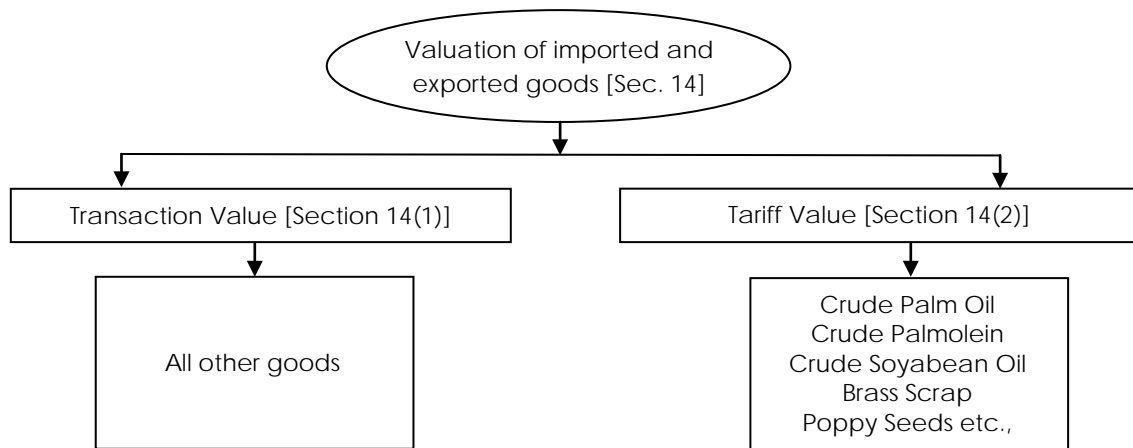 Valuation of imported and
exported goods [Sec. 14]
Transaction Value [Section 14(1)]
Tariff Value [Section 14(2)]
All other goods
Crude Palm Oil
Crude Palmolein
Crude Soyabean Oil
Brass Scrap
Poppy Seeds etc.,